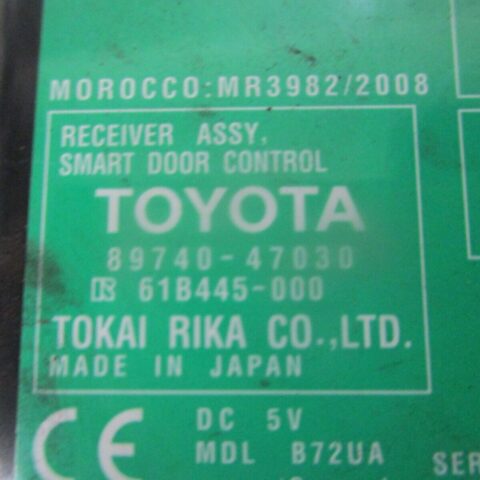 MOROCCO:MR3982/2008
RECEIVER ASSY,
SMART DOOR CONTROL
TOYOTA
89740-47030
61B445-000
TOKAI RIKA CO.,LTD.
MADE IN JAPAN
CE
DC 5V
MDL B72UA
SER